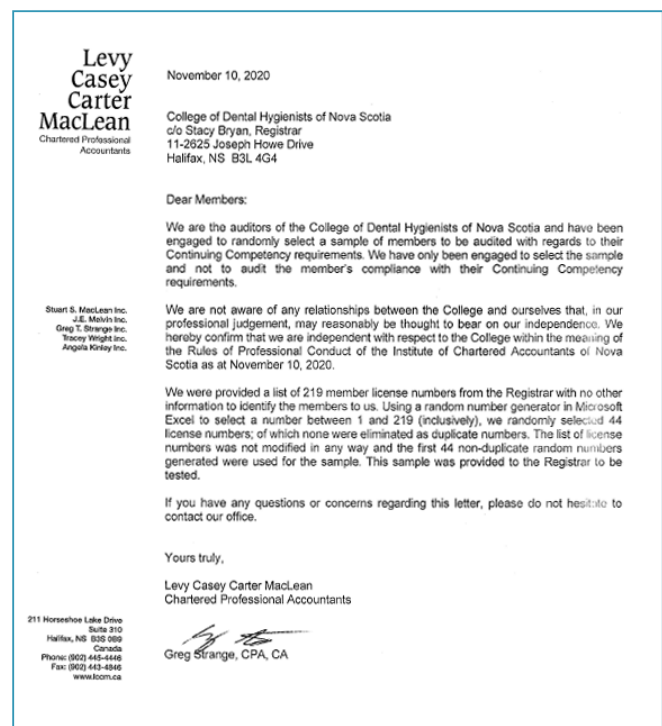 Levy
Casey
Carter
MacLean
Chartered Professional
Accountants
November 10, 2020
College of Dental Hygienists of Nova Scotia
c/o Stacy Bryan, Registrar
11-2625 Joseph Howe Drive
Halifax, NS B3L 4G4
Dear Members:
We are the auditors of the College of Dental Hygienists of Nova Scotia and have been
engaged to randomly select a sample of members to be audited with regards to their
Continuing Competency requirements. We have only been engaged to select the sample
and not to audit the member's compliance with their Continuing Competency
requirements.
Stuart S. MacLean Inc.
J.E. Melvin Inc.
Greg T. Strange Inc.
Tracey Wright Inc.
Angela Kinley Inc.
We are not aware of any relationships between the College and ourselves that, in our
professional judgement, may reasonably be thought to bear on our independence. We
hereby confirm that we are independent with respect to the College within the meaning of
the Rules of Professional Conduct of the Institute of Chartered Accountants of Nova
Scotia as at November 10, 2020.
We were provided a list of 219 member license numbers from the Registrar with no other
information to identify the members to us. Using a random number generator in Microsoft
Excel to select a number between 1 and 219 (inclusively), we randomly selected 44
license numbers; of which none were eliminated as duplicate numbers. The list of license
numbers was not modified in any way and the first 44 non-duplicate random numbers
generated were used for the sample. This sample was provided to the Registrar to be
tested.
If you have any questions or concerns regarding this letter, please do not hesitate to
contact our office.
Yours truly,
Levy Casey Carter MacLean
Chartered Professional Accountants
Greg Strange, CPA, CA
211 Horseshoe Lake Drive
Suite 310
Halifax, NS B3S 0B9
Canada
Phone: (902) 445-4446
Fax: (902) 443-4846
www.lccm.ca